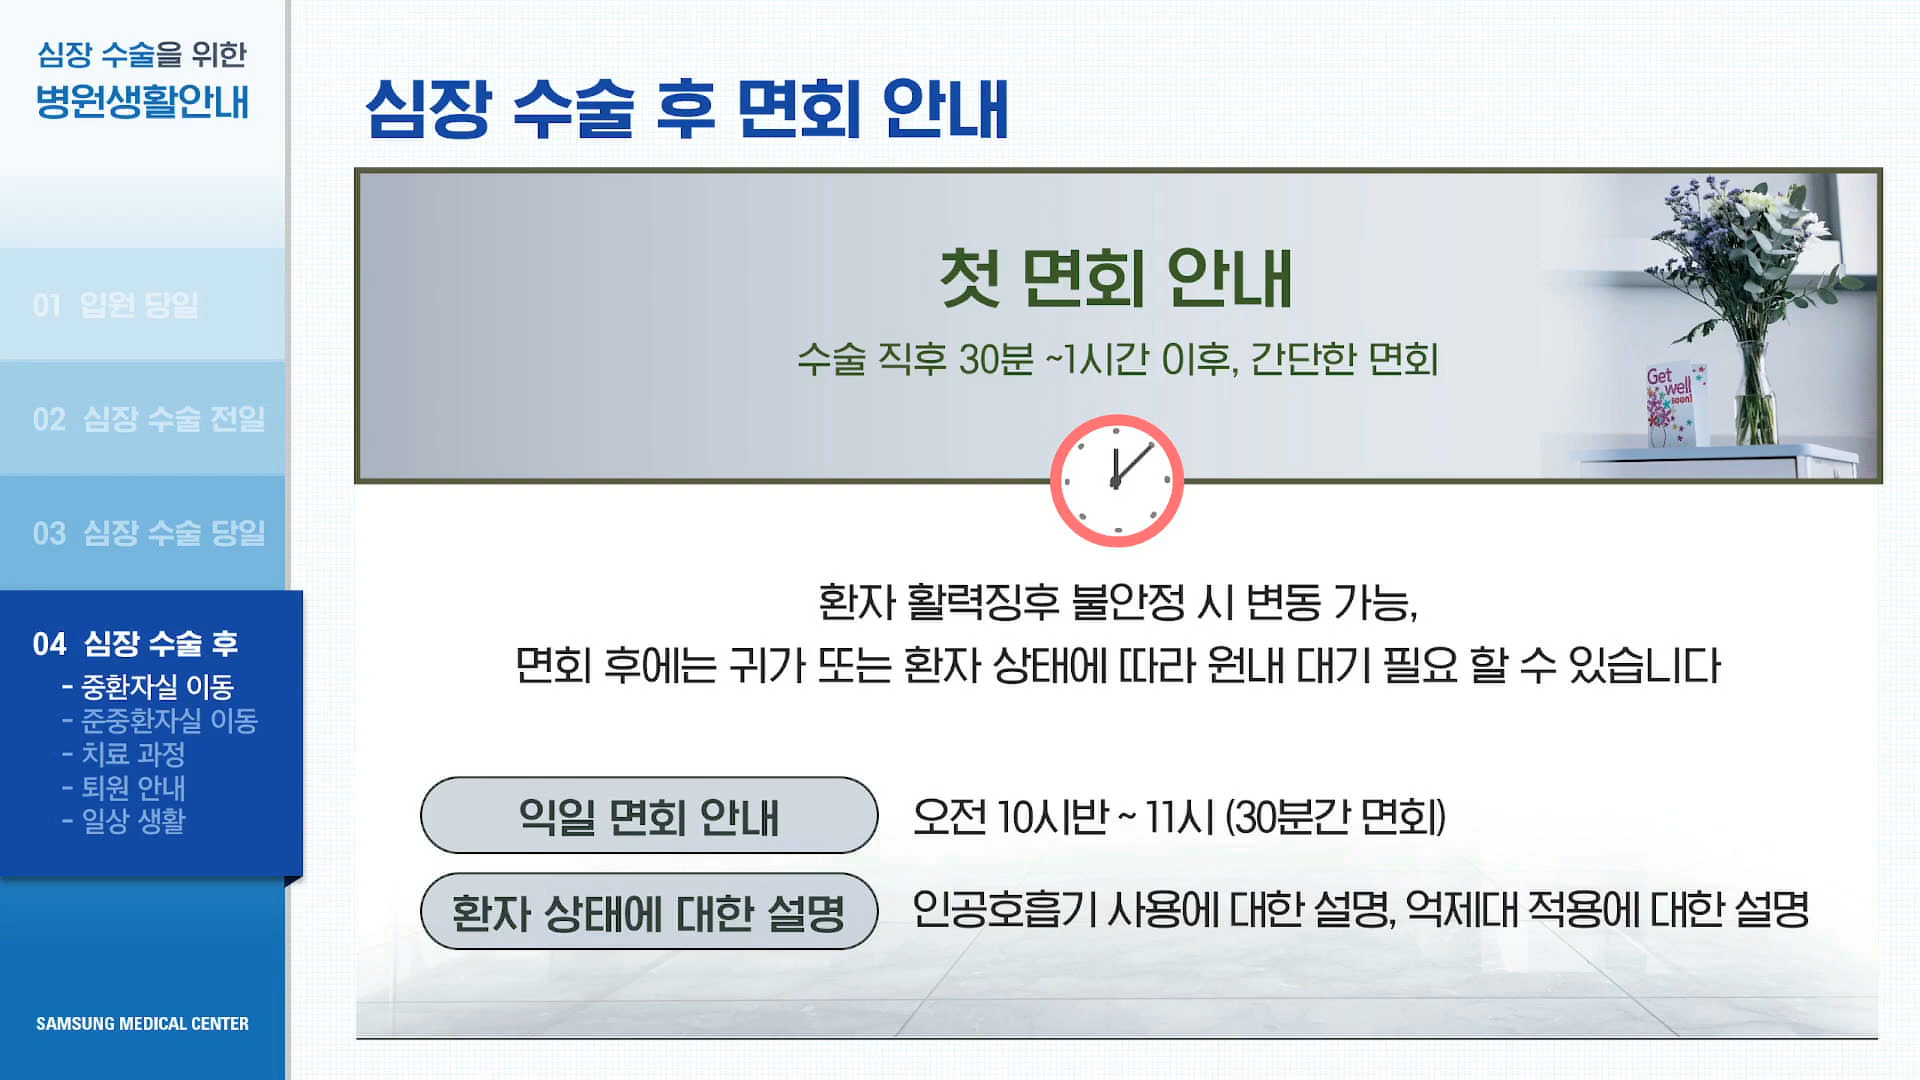 심장 수술을 위한
병원생활안내
01 입원 당일
02 심장 수술 전일
03 심장 수술 당일
04 심장 수술 후
- 중환자실 이동
- 준중환자실 이동
- 치료 과정
- 퇴원 안내
- 일상 생활
SAMSUNG MEDICAL CENTER
심장 수술 후 면회 안내
첫 면회 안내
수술 직후 30분 ~1시간 이후, 간단한 면회
Get
well
soon!
환자 활력징후 불안정 시 변동 가능,
면회 후에는 귀가 또는 환자 상태에 따라 원내 대기 필요 할 수 있습니다
익일 면회 안내
오전 10시반 ~ 11시 (30분간 면회)
환자 상태에 대한 설명
인공호흡기 사용에 대한 설명, 억제대 적용에 대한 설명